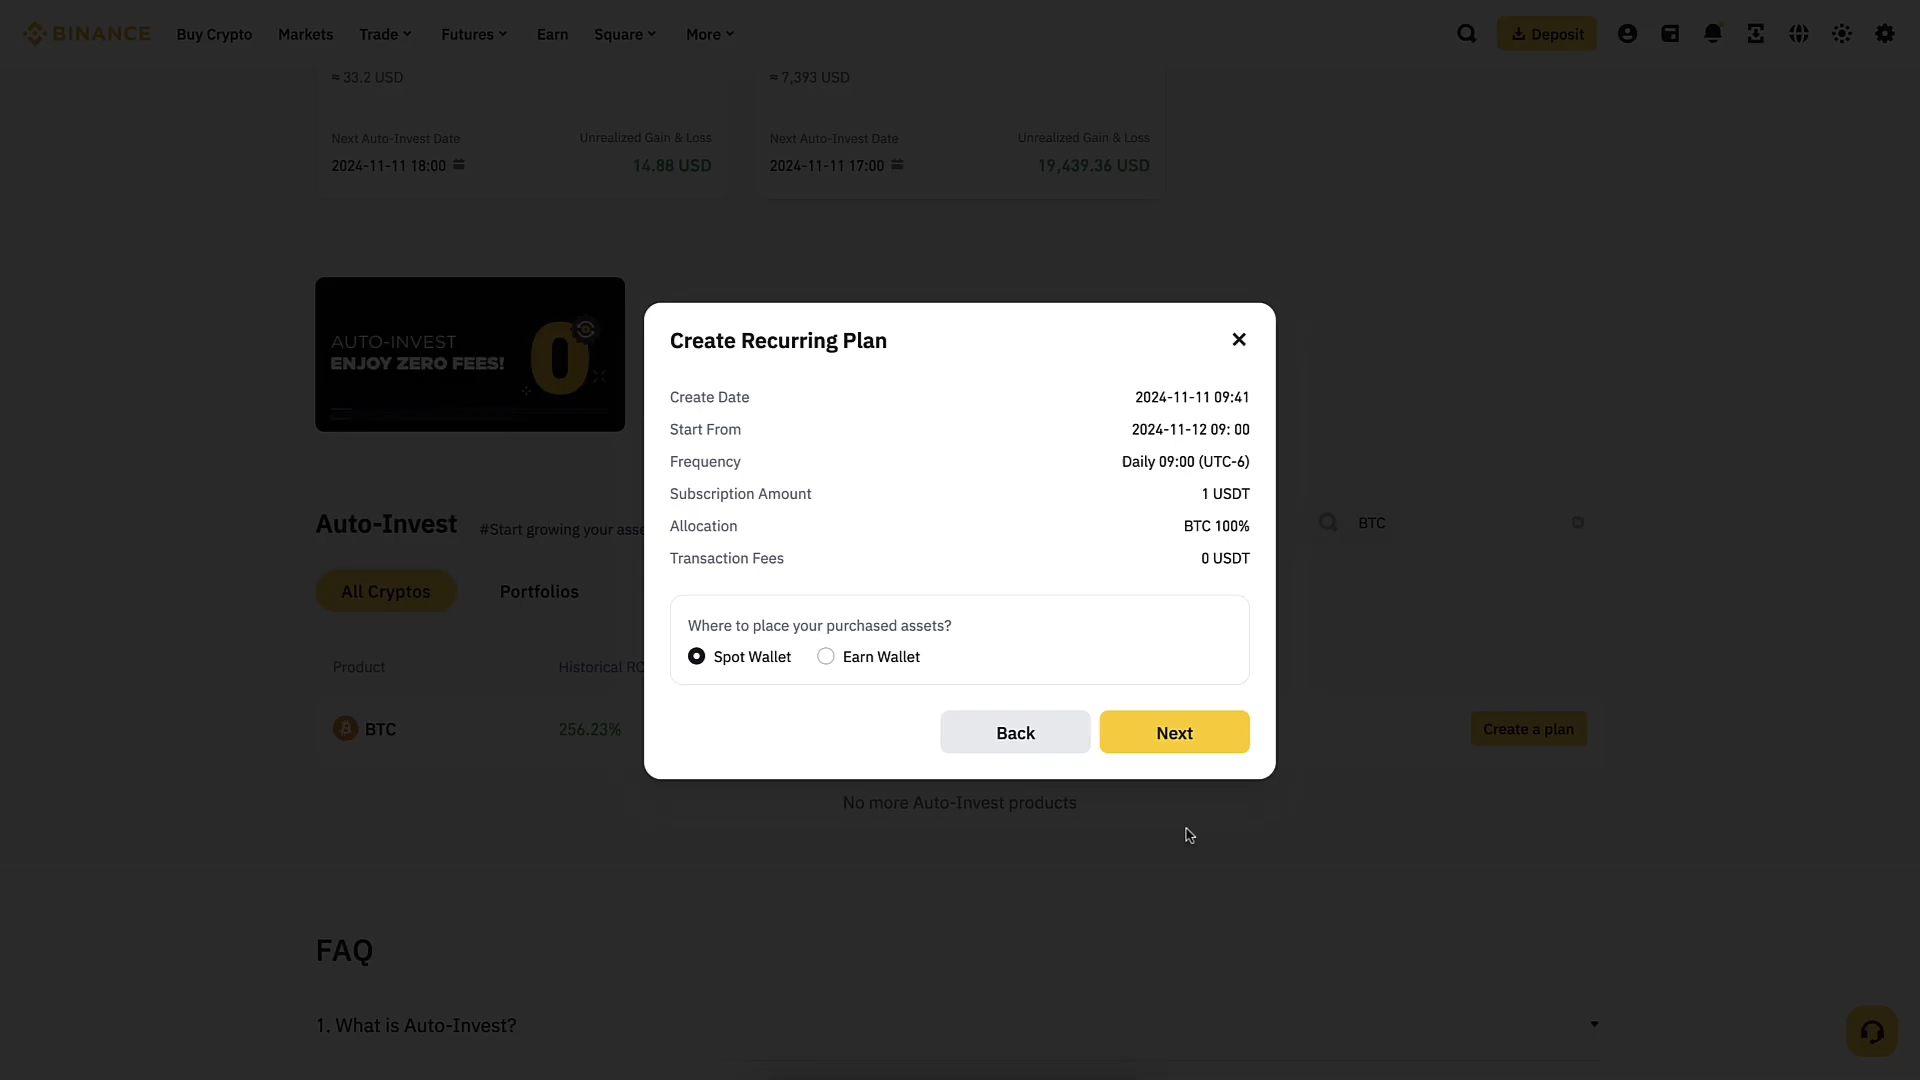 BINANCE Buy Crypto Markets Trade Futures Earn Square More Deposit
≈ 33.2 USD ≈ 7,393 USD
Next Auto-Invest Date Unrealized Gain & Loss Next Auto-Invest Date Unrealized Gain & Loss
2024-11-11 18:00 14.88 USD 2024-11-11 17:00 19,439.36 USD
AUTO-INVEST
ENJOY ZERO FEES!
0
Create Recurring Plan
Create Date 2024-11-11 09:41
Start From 2024-11-12 09: 00
Frequency Daily 09:00 (UTC-6)
Subscription Amount 1 USDT
Allocation BTC 100%
Transaction Fees 0 USDT
Where to place your purchased assets?
Spot Wallet Earn Wallet
Back Next
Auto-Invest #Start growing your asse BTC
All Cryptos Portfolios
Product Historical RO
BTC 256.23% Create a plan
No more Auto-Invest products
FAQ
1. What is Auto-Invest?